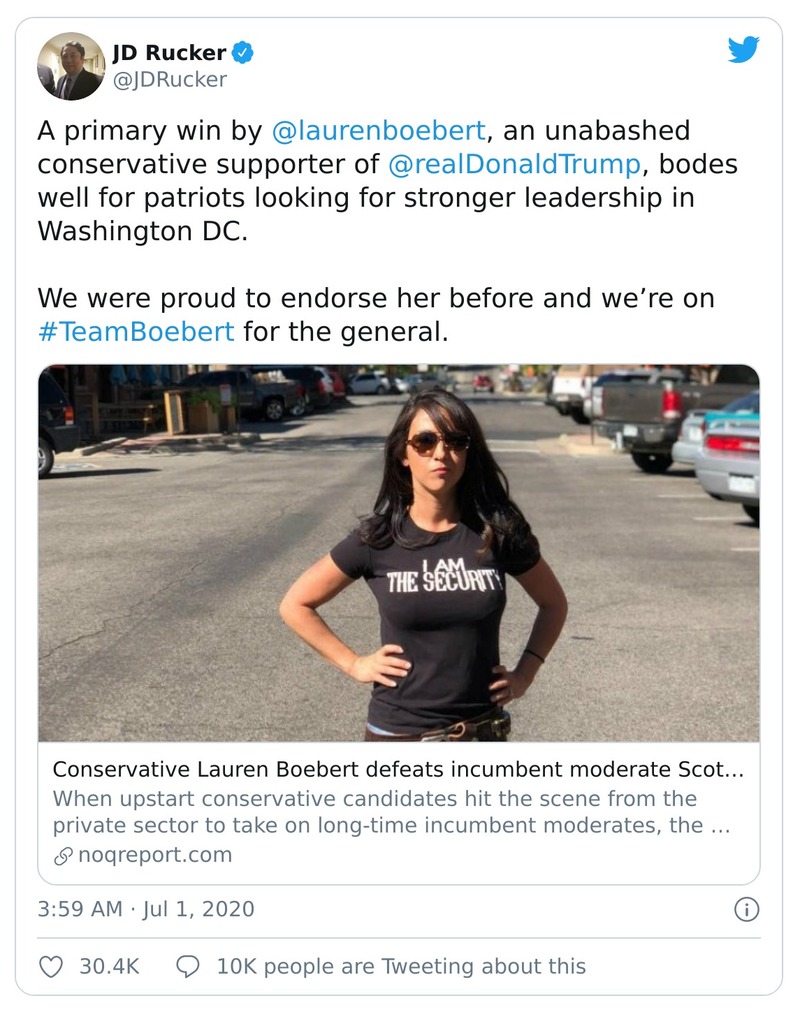 JD Rucker
@JDRucker
A primary win by @laurenboebert, an unabashed
conservative supporter of @realDonaldTrump, bodes
well for patriots looking for stronger leadership in
Washington DC.
We were proud to endorse her before and we’re on
#TeamBoebert for the general.
I AM
THE SECURITY
Conservative Lauren Boebert defeats incumbent moderate Scot...
When upstart conservative candidates hit the scene from the
private sector to take on long-time incumbent moderates, the ...
noqreport.com
3:59 AM · Jul 1, 2020
30.4K 10K people are Tweeting about this